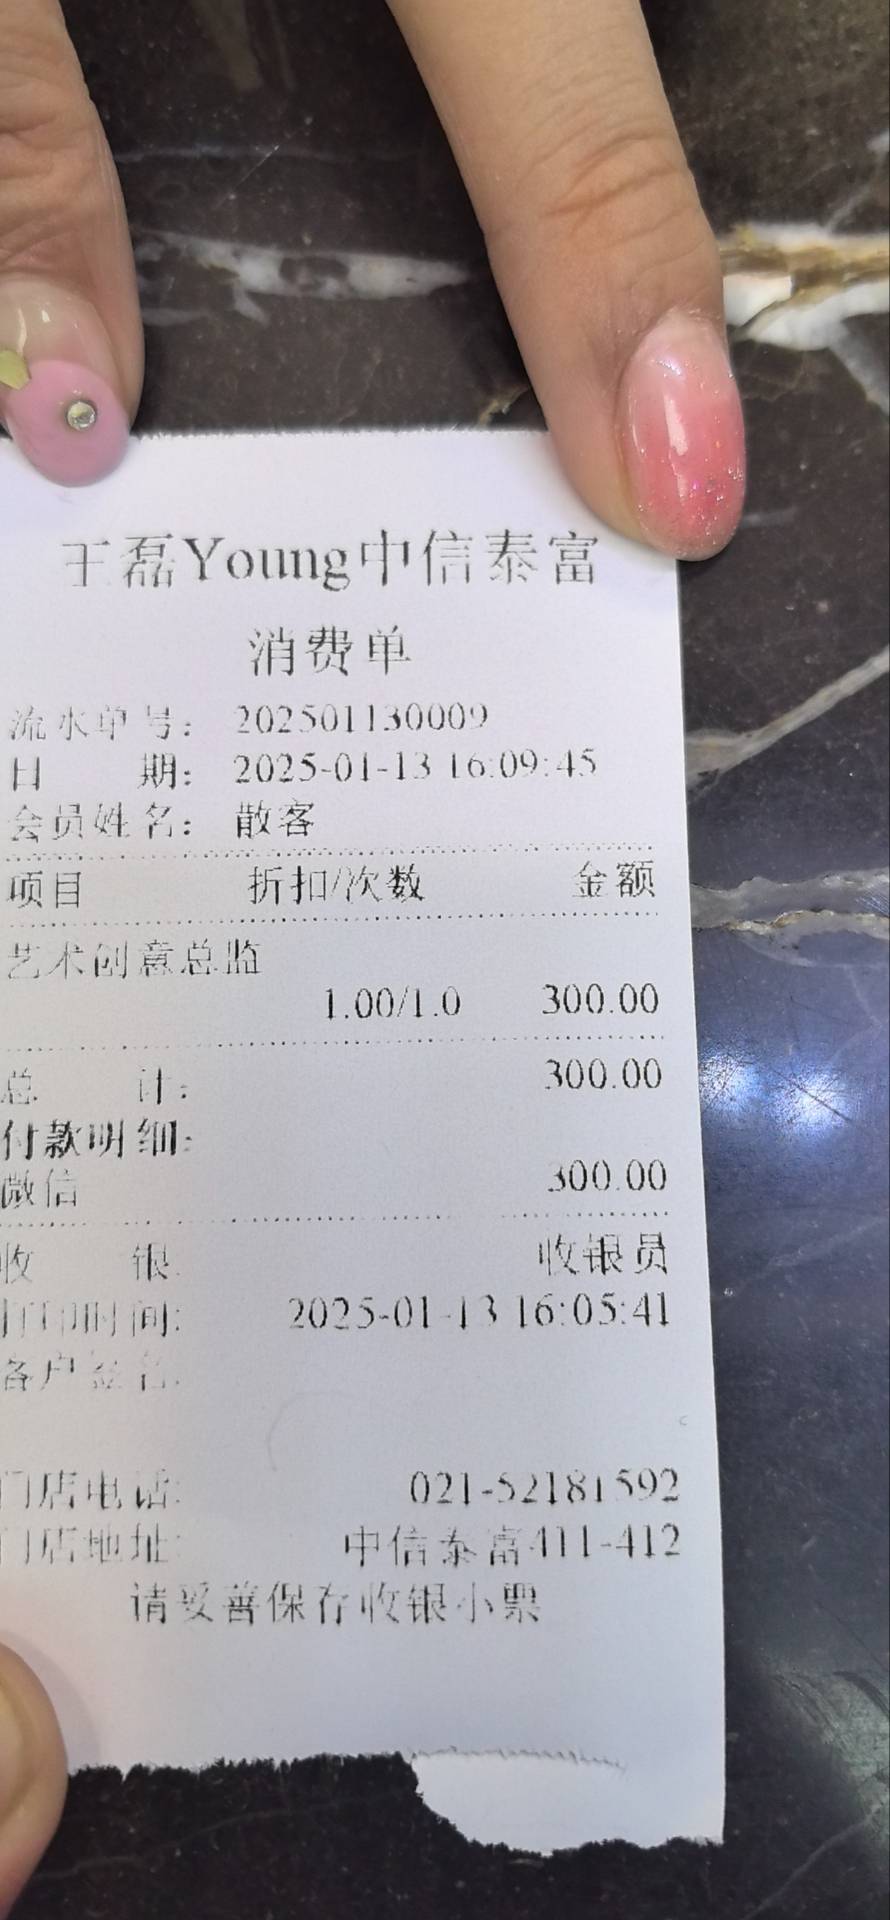 王磊Young中信泰富
消费单
流水单号: 202501130009
日 期: 2025-01-13 16:09:45
会员姓名: 散客
项目 折扣/次数 金额
艺术创意总监
1.00/1.0 300.00
总 计: 300.00
付款明细:
微信 300.00
收 银 收银员
打印时间: 2025-01-13 16:05:41
客户签名:
门店电话: 021-52181592
门店地址: 中信泰富411-412
请妥善保存收银小票